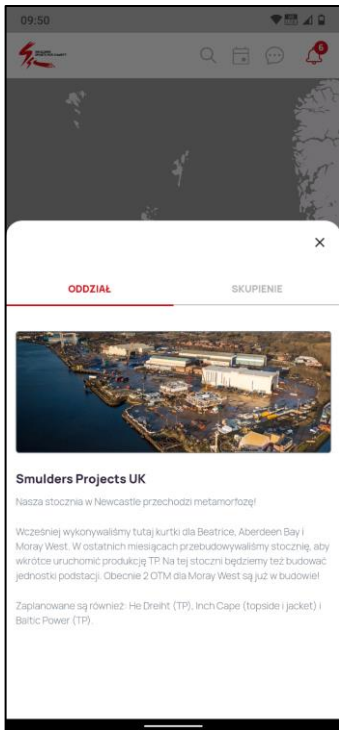 09:50
6
ODDZIAŁ SKUPIENIE
Smulders Projects UK
Nasza stocznia w Newcastle przechodzi metamorfozę!
Wcześniej wykonywaliśmy tutaj kurtki dla Beatrice, Aberdeen Bay i
Moray West. W ostatnich miesiącach przebudowywaliśmy stocznię, aby
wkrótce uruchomić produkcję TP. Na tej stoczni będziemy też budować
jednostki podstacji. Obecnie 2 OTM dla Moray West są już w budowie!
Zaplanowane są również: He Dreiht (TP), Inch Cape (topside i jacket) i
Baltic Power (TP).